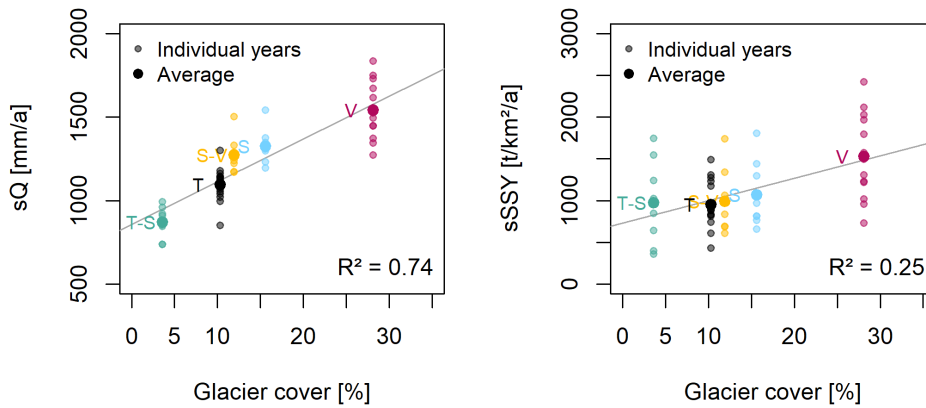 sQ [mm/a]
2000
1500
1000
500
Individual years
Average
T-S
T
S-V
S
V
R² = 0.74
0 5 10 20 30
Glacier cover [%]
sSSY [t/km²/a]
3000
2000
1000
0
Individual years
Average
T-S
T
S-V
S
V
R² = 0.25
0 5 10 20 30
Glacier cover [%]